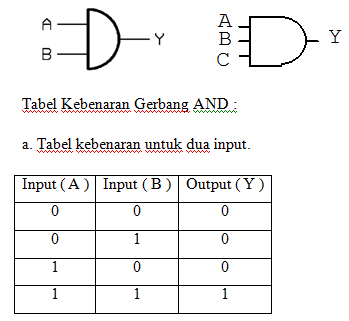 A
B
Y
A
B
C
Y
Tabel Kebenaran Gerbang AND :
a. Tabel kebenaran untuk dua input.
Input ( A ) Input ( B ) Output ( Y )
0 0 0
0 1 0
1 0 0
1 1 1